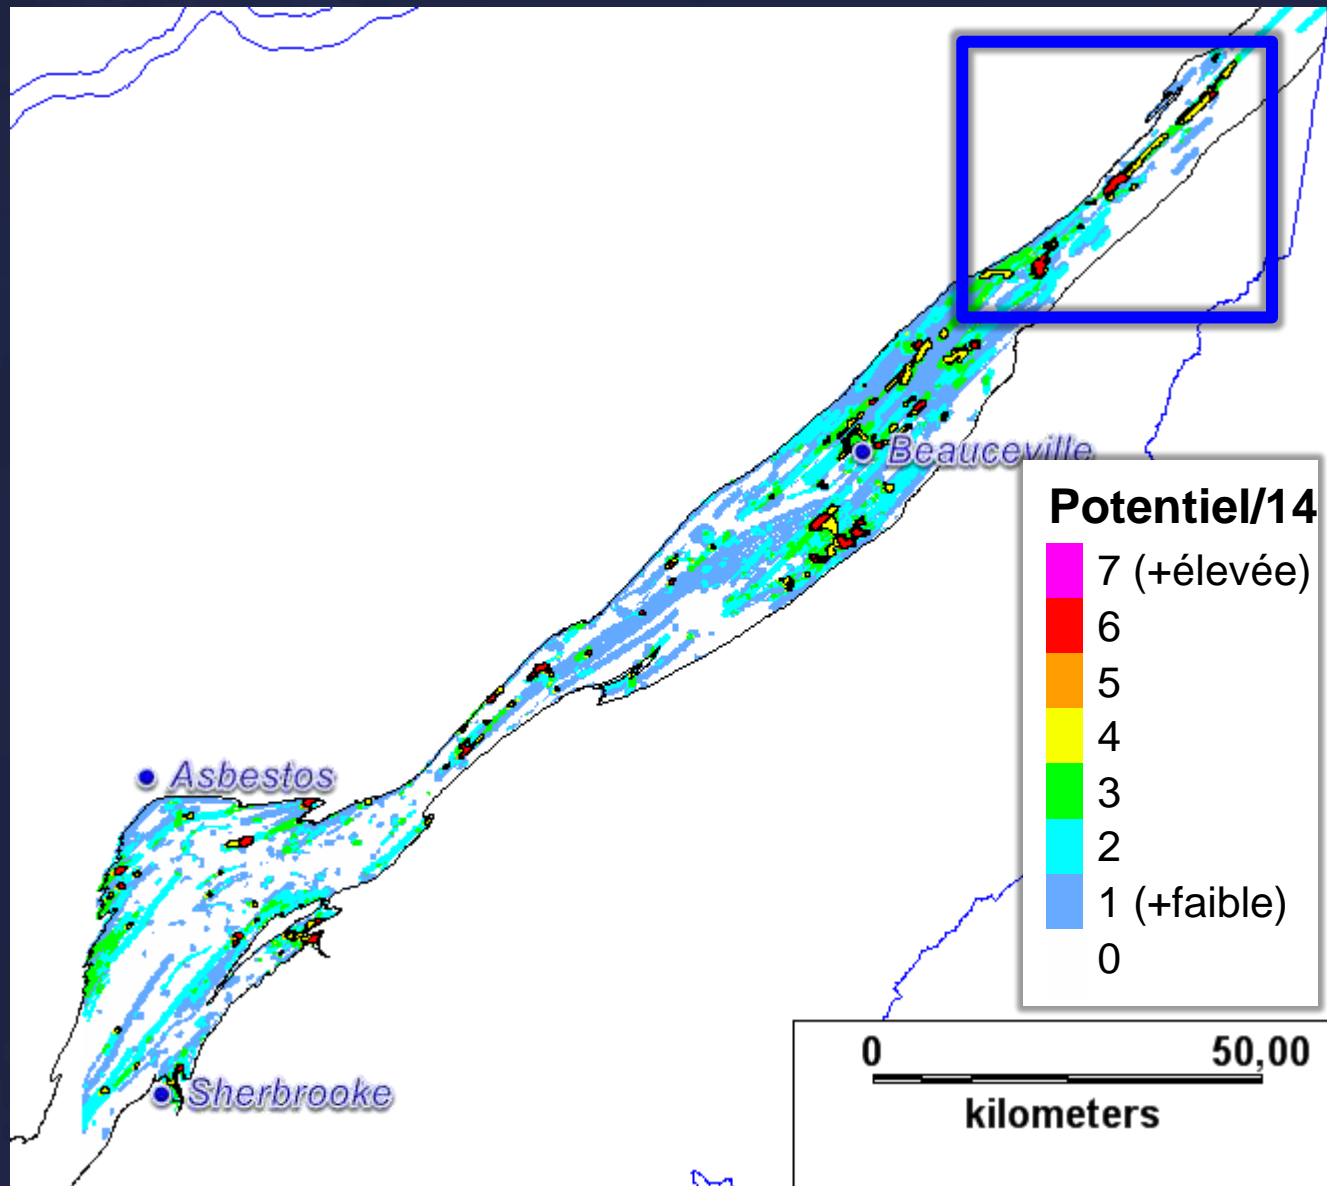 Beauceville
Potentiel/14
7 (+élevée)
6
5
4
3
2
1 (+faible)
0
Asbestos
Sherbrooke
0 50,00
kilometers